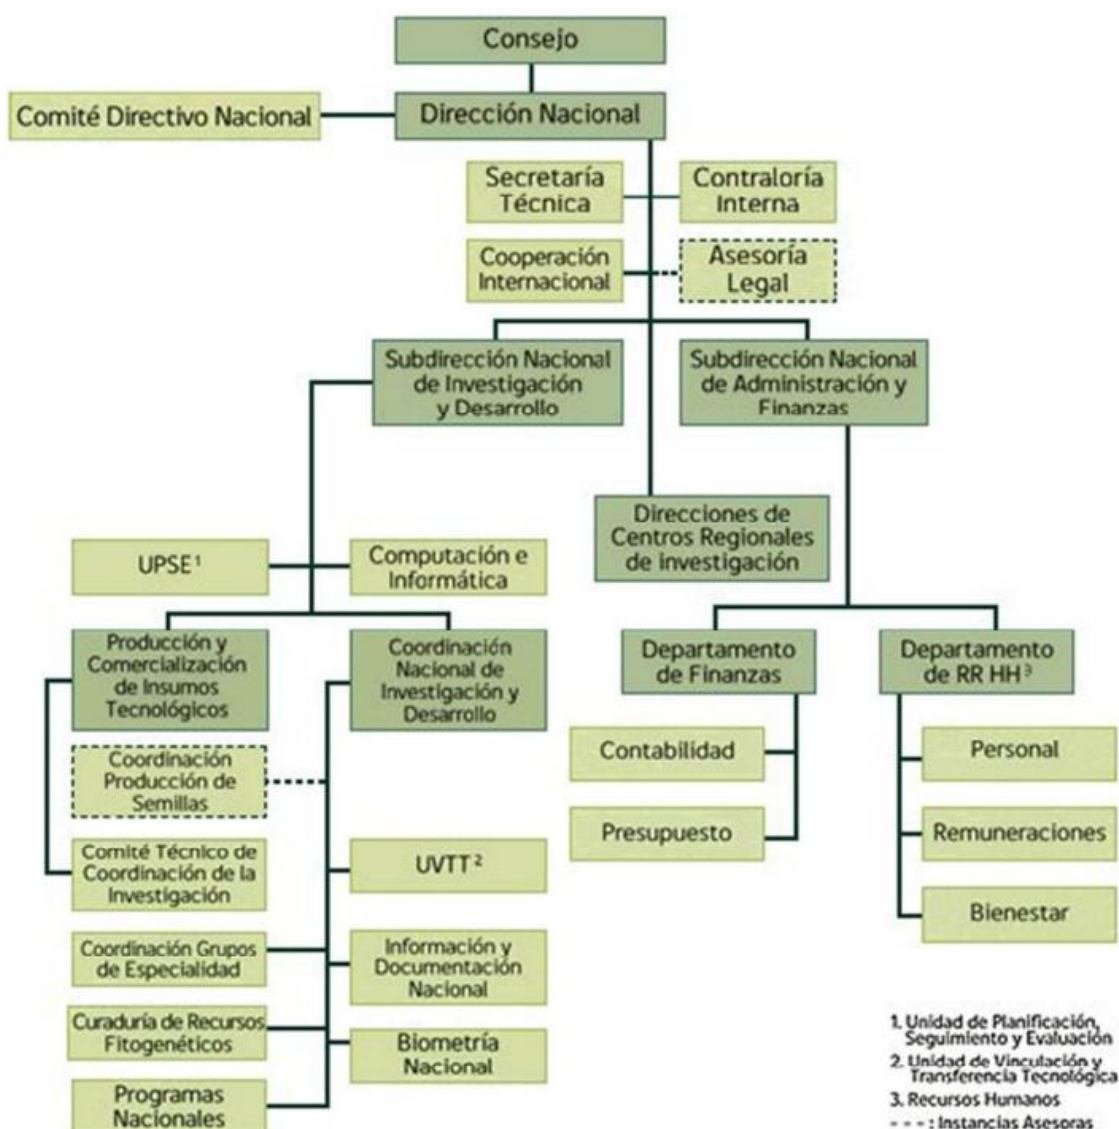 Consejo
Comité Directivo Nacional
Dirección Nacional
Secretaría
Técnica
Contraloría
Interna
Cooperación
Internacional
Asesoría
Legal
Subdirección Nacional
de Investigación
y Desarrollo
Subdirección Nacional
de Administración y
Finanzas
Direcciones de
Centros Regionales
de investigación
UPSE¹
Computación e
Informática
Producción y
Comercialización
de Insumos
Tecnológicos
Coordinación
Nacional de
Investigación y
Desarrollo
Departamento
de Finanzas
Departamento
de RR HH³
Coordinación
Producción de
Semillas
Contabilidad
Personal
Comité Técnico de
Coordinación de la
Investigación
UVTT²
Presupuesto
Remuneraciones
Bienestar
Coordinación Grupos
de Especialidad
Información y
Documentación
Nacional
Curaduría de Recursos
Fitogenéticos
Biometría
Nacional
Programas
Nacionales
1. Unidad de Planificación,
Seguimiento y Evaluación
2. Unidad de Vinculación y
Transferencia Tecnológica
3. Recursos Humanos
- - - : Instancias Asesoras